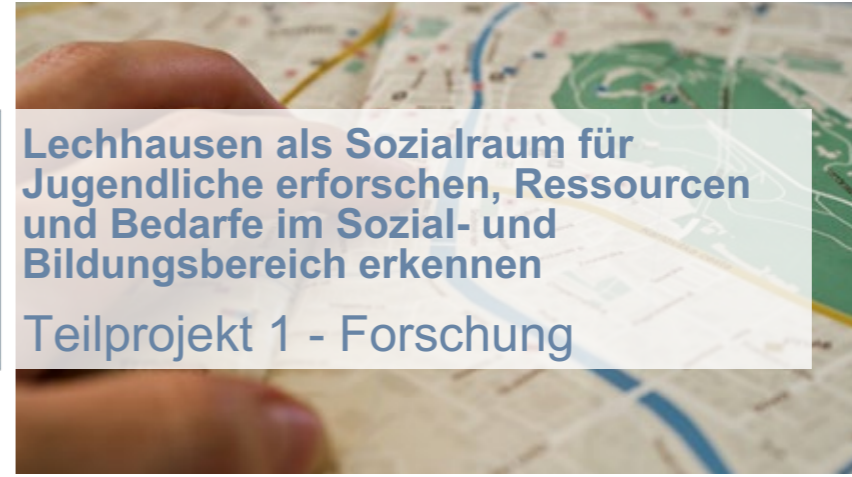 Lechhausen als Sozialraum für
Jugendliche erforschen, Ressourcen
und Bedarfe im Sozial- und
Bildungsbereich erkennen
Teilprojekt 1 - Forschung